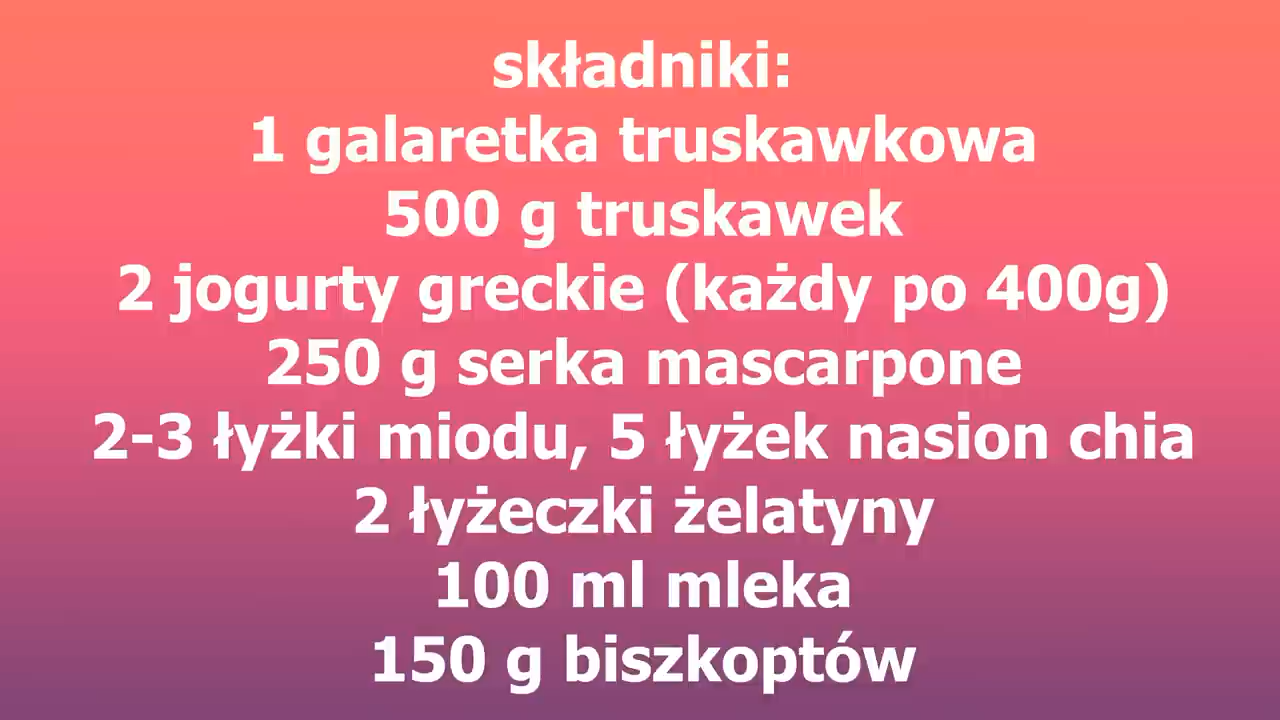 składniki:
1 galaretka truskawkowa
500 g truskawek
2 jogurty greckie (każdy po 400g)
250 g serka mascarpone
2-3 łyżki miodu, 5 łyżek nasion chia
2 łyżeczki żelatyny
100 ml mleka
150 g biszkoptów